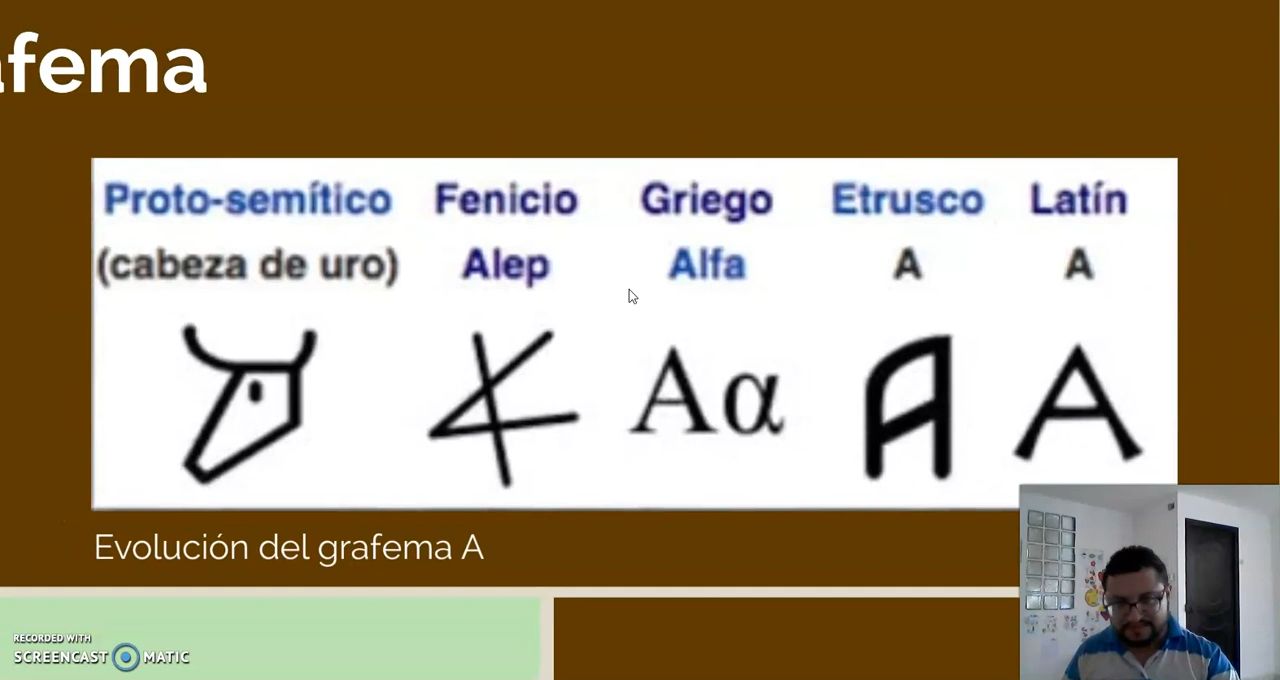 afema
Proto-semítico Fenicio Griego Etrusco Latín
(cabeza de uro) Alep Alfa A A
Aα A A
Evolución del grafema A
RECORDED WITH
SCREENCAST MATIC